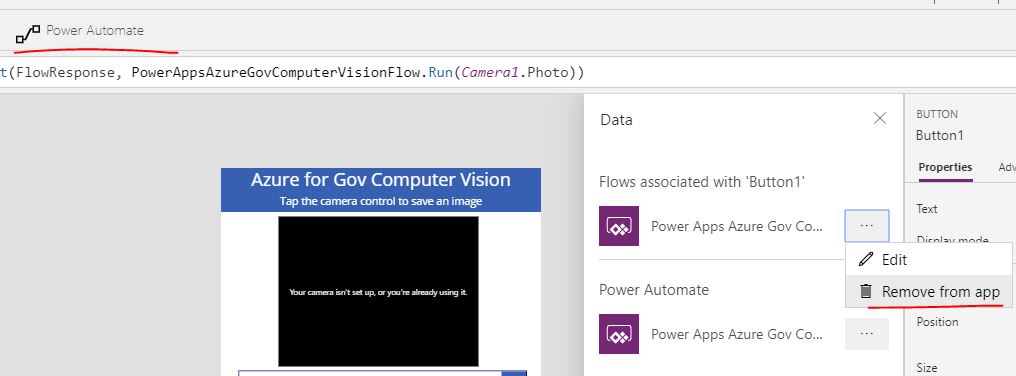 Power Automate
t(FlowResponse, PowerAppsAzureGovComputerVisionFlow.Run(Camera1.Photo))
Data
BUTTON
Button1
Properties
Adv
Azure for Gov Computer Vision
Tap the camera control to save an image
Your camera isn't set up, or you're already using it.
Flows associated with 'Button1'
Power Apps Azure Gov Co...
...
Edit
Remove from app
Power Automate
Power Apps Azure Gov Co...
...
Text
Display mode
Position
Size